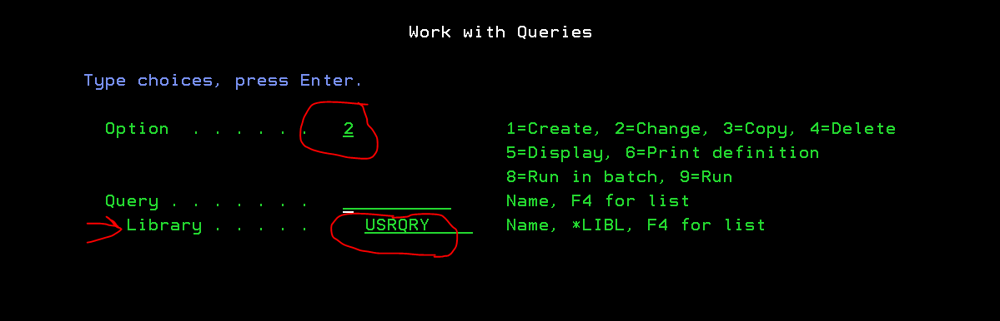 Work with Queries
Type choices, press Enter.
Option . . . . . . 2 1=Create, 2=Change, 3=Copy, 4=Delete
5=Display, 6=Print definition
8=Run in batch, 9=Run
Query . . . . . . . Name, F4 for list
Library . . . . . USRQRY Name, *LIBL, F4 for list